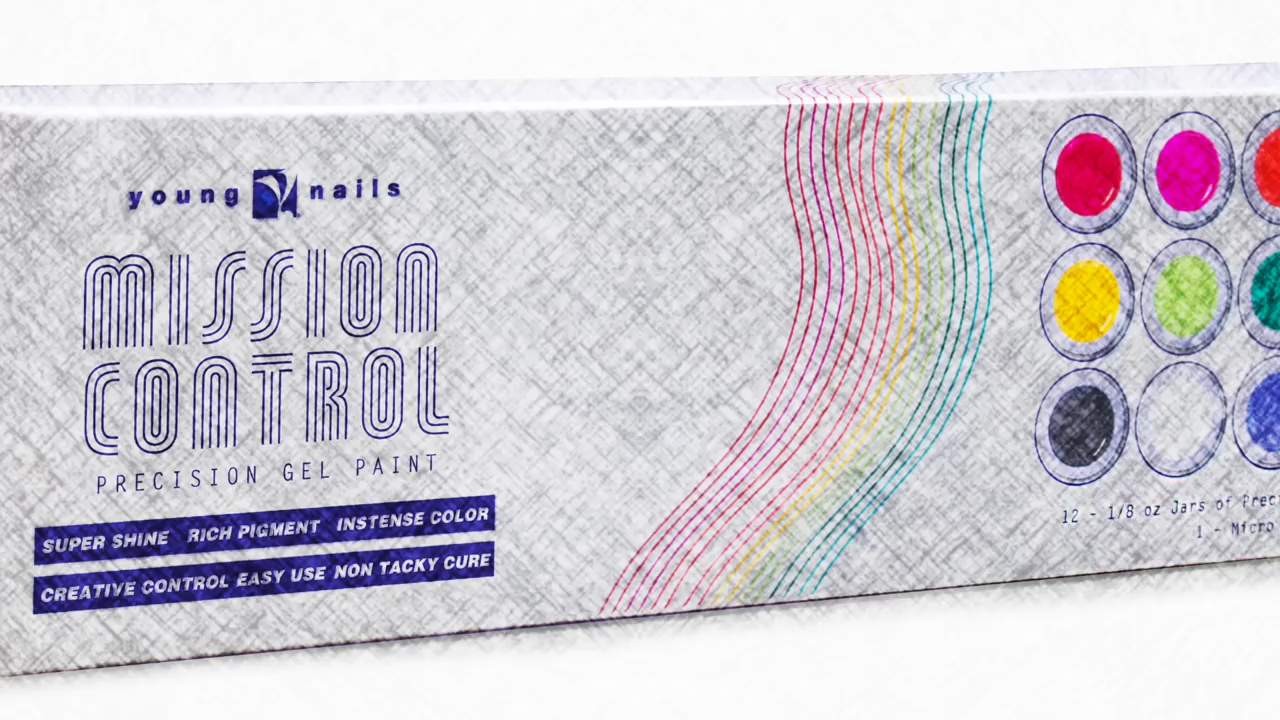 young nails
MISSION
CONTROL
PRECISION GEL PAINT
SUPER SHINE RICH PIGMENT INSTENSE COLOR
CREATIVE CONTROL EASY USE NON TACKY CURE
12 - 1/8 oz Jars of
1 - Micro